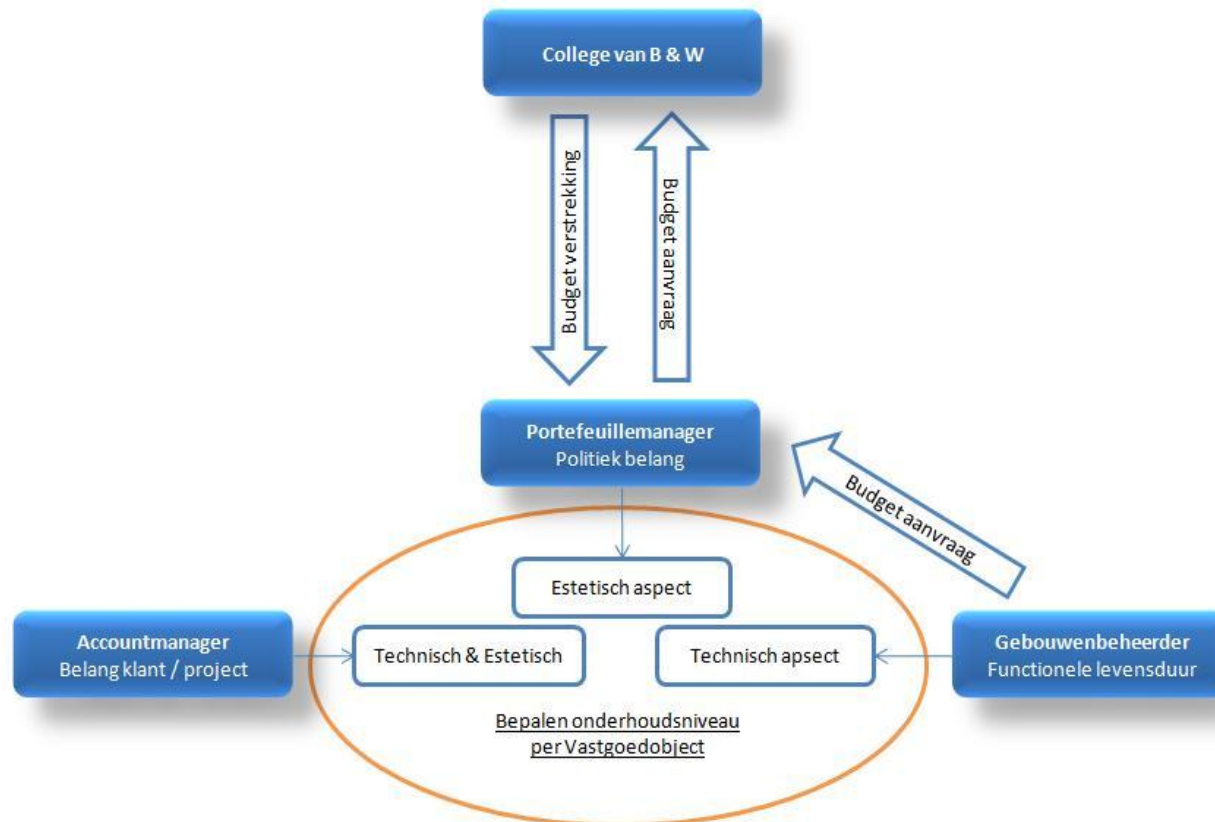 College van B & W
Budget verstrekking
Budget aanvraag
Portefeuillemanager
Politiek belang
Budget aanvraag
Estetisch aspect
Accountmanager
Belang klant / project
Technisch & Estetisch
Technisch apsect
Gebouwenbeheerder
Functionele levensduur
Bepalen onderhoudsniveau
per Vastgoedobject